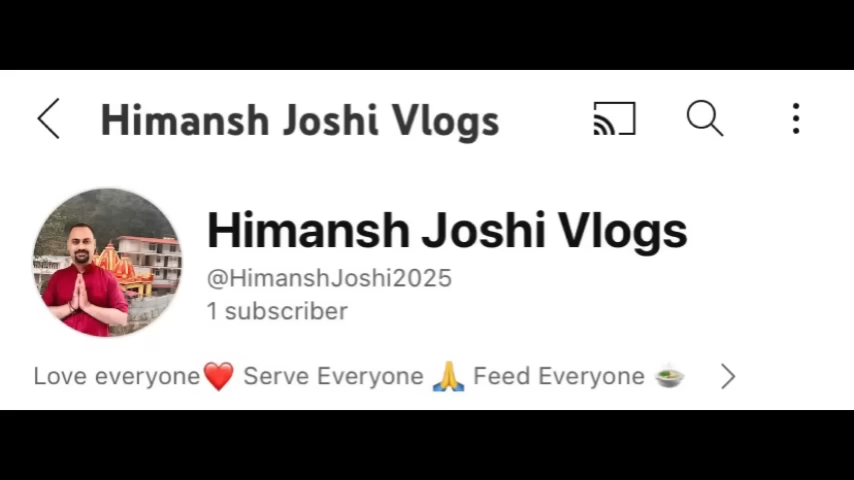 Himansh Joshi Vlogs
Himansh Joshi Vlogs
@HimanshJoshi2025
1 subscriber
Love everyone❤️ Serve Everyone 🙏 Feed Everyone 🍲